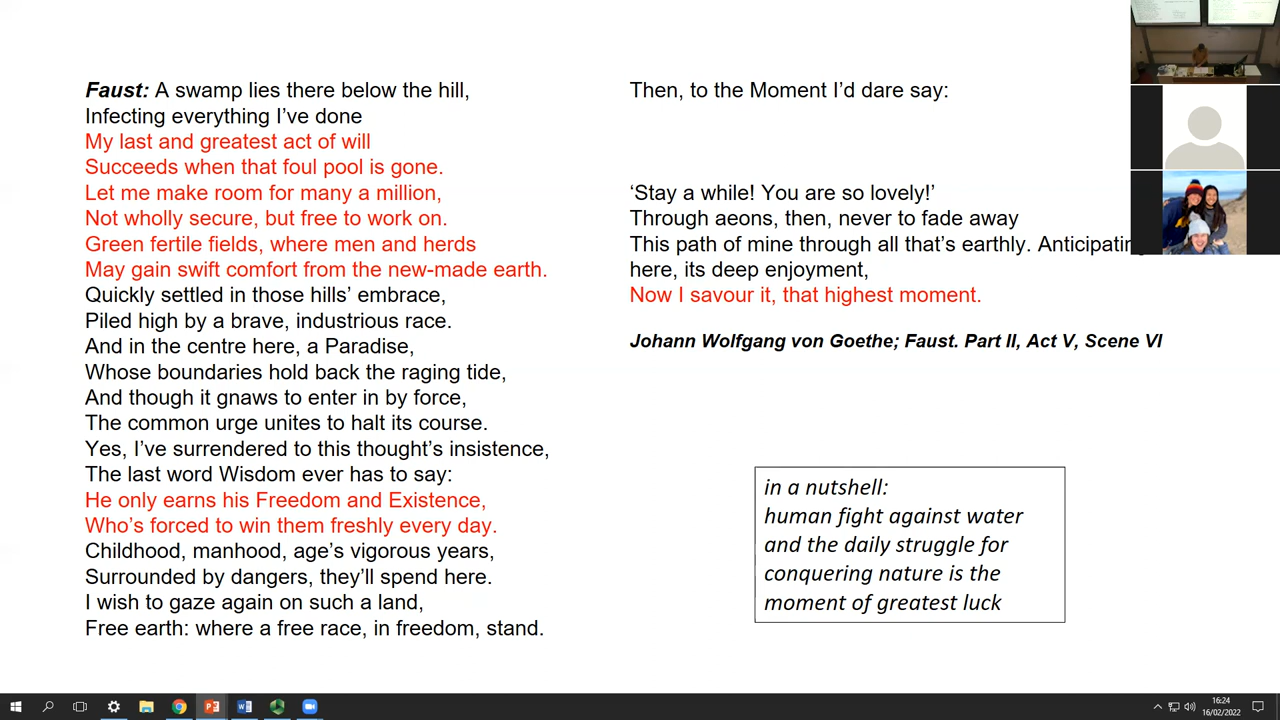 Faust: A swamp lies there below the hill,
Infecting everything I've done
My last and greatest act of will
Succeeds when that foul pool is gone.
Let me make room for many a million,
Not wholly secure, but free to work on.
Green fertile fields, where men and herds
May gain swift comfort from the new-made earth.
Quickly settled in those hills' embrace,
Piled high by a brave, industrious race.
And in the centre here, a Paradise,
Whose boundaries hold back the raging tide,
And though it gnaws to enter in by force,
The common urge unites to halt its course.
Yes, I've surrendered to this thought's insistence,
The last word Wisdom ever has to say:
He only earns his Freedom and Existence,
Who's forced to win them freshly every day.
Childhood, manhood, age's vigorous years,
Surrounded by dangers, they'll spend here.
I wish to gaze again on such a land,
Free earth: where a free race, in freedom, stand.
Then, to the Moment I'd dare say:
'Stay a while! You are so lovely!'
Through aeons, then, never to fade away
This path of mine through all that's earthly. Anticipating
here, its deep enjoyment,
Now I savour it, that highest moment.
Johann Wolfgang von Goethe; Faust. Part II, Act V, Scene VI
in a nutshell:
human fight against water
and the daily struggle for
conquering nature is the
moment of greatest luck
16:24
16/02/2022